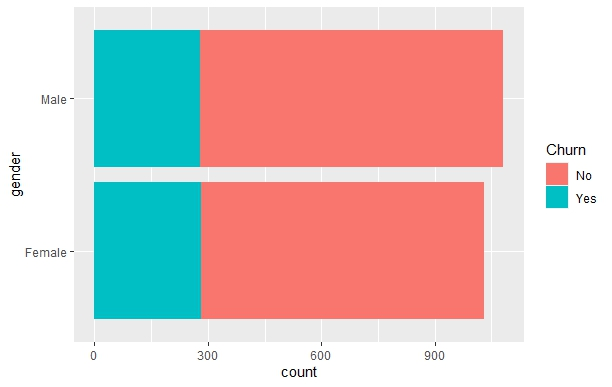 Male
Female
gender
0 300 600 900
count
Churn
No
Yes